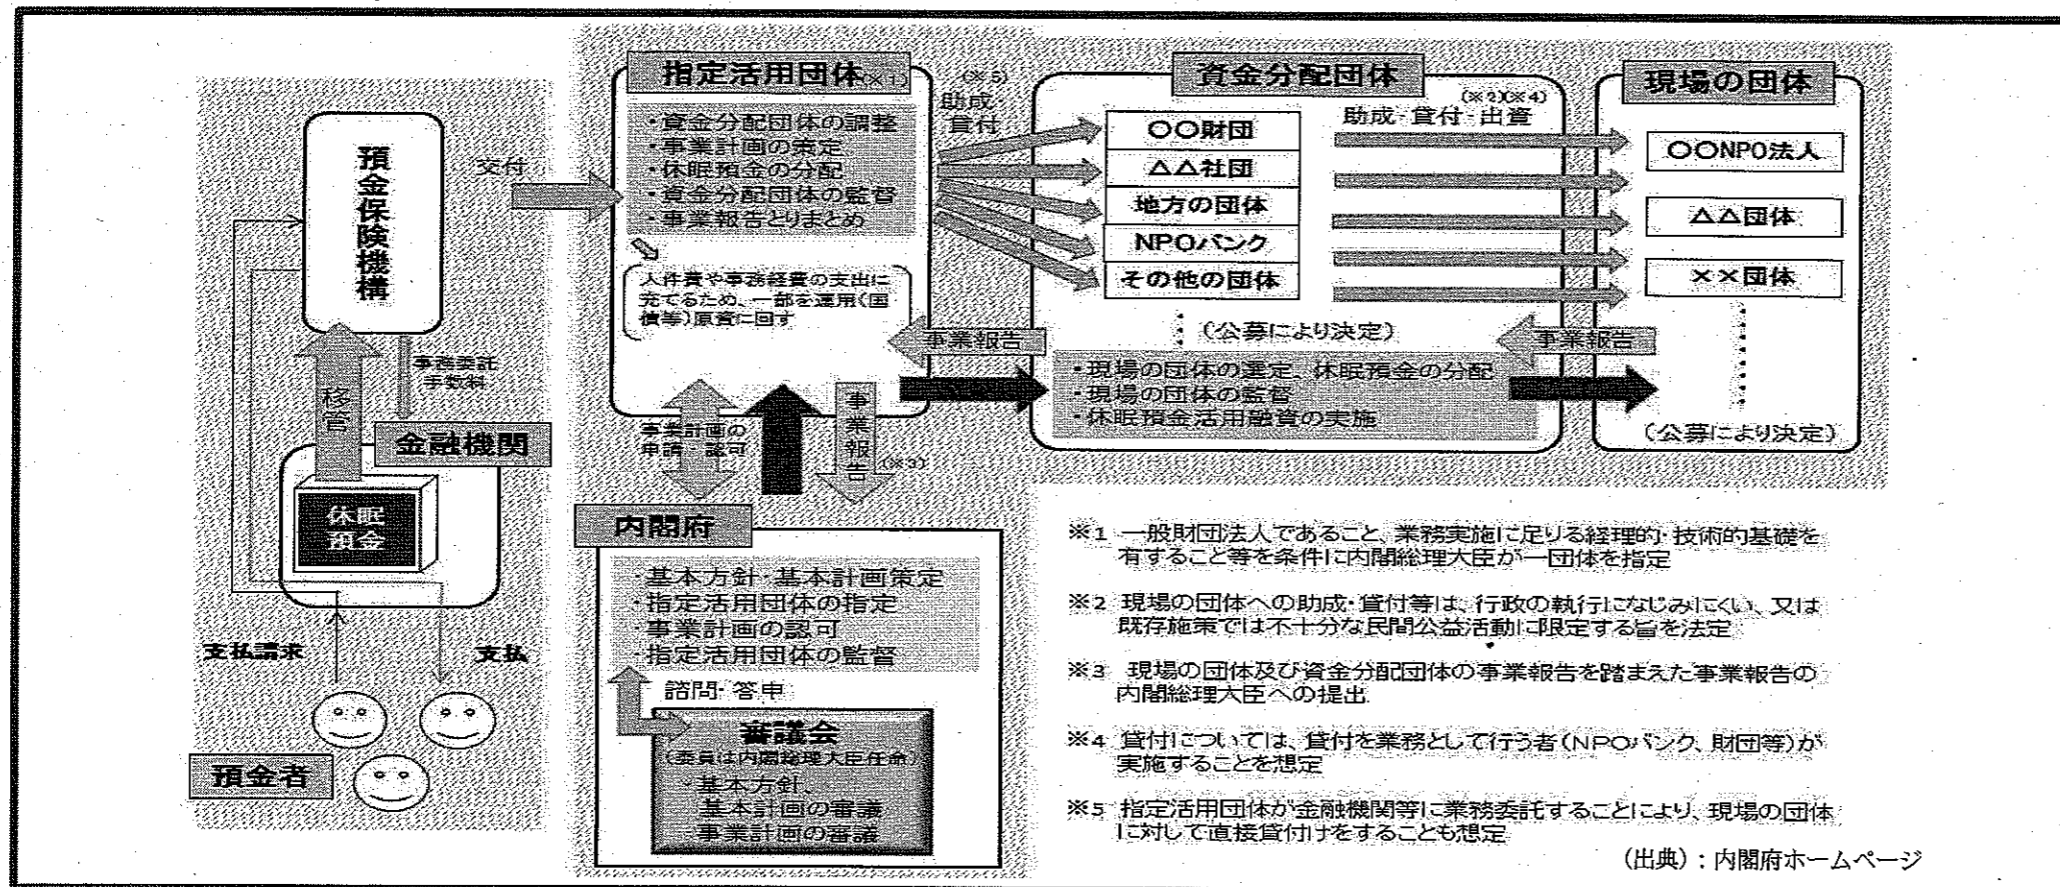 預金保険機構
交付
事務委託
手数料
移管
金融機関
休眠
預金
支払請求
支払
預金者
指定活用団体(※1)
・資金分配団体の調整
・事業計画の策定
・休眠預金の分配
・資金分配団体の監督
・事業報告とりまとめ
人件費や事務経費の支出に
充てるため、一部を運用(国
債等)原資に回す
(※5)
助成・
貸付
事業計画の
申請・認可
事業報告
(※3)
内閣府
・基本方針・基本計画策定
・指定活用団体の指定
・事業計画の認可
・指定活用団体の監督
諮問・答申
審議会
(委員は内閣総理大臣任命)
・基本方針、
基本計画の審議
・事業計画の審議
資金分配団体
(※2)(※4)
助成・貸付・出資
〇〇財団
△△社団
地方の団体
NPOバンク
その他の団体
(公募により決定)
事業報告
・現場の団体の選定、休眠預金の分配
・現場の団体の監督
・休眠預金活用融資の実施
現場の団体
〇〇NPO法人
△△団体
××団体
事業報告
(公募により決定)
※1 一般財団法人であること、業務実施に足りる経理的・技術的基礎を
有すること等を条件に内閣総理大臣が一団体を指定
※2 現場の団体への助成・貸付等は、行政の執行になじみにくい、又は
既存施策では不十分な民間公益活動に限定する旨を法定
※3 現場の団体及び資金分配団体の事業報告を踏まえた事業報告の
内閣総理大臣への提出
※4 貸付については、貸付を業務として行う者(NPOバンク、財団等)が
実施することを想定
※5 指定活用団体が金融機関等に業務委託することにより、現場の団体
に対して直接貸付けをすることも想定
(出典):内閣府ホームページ